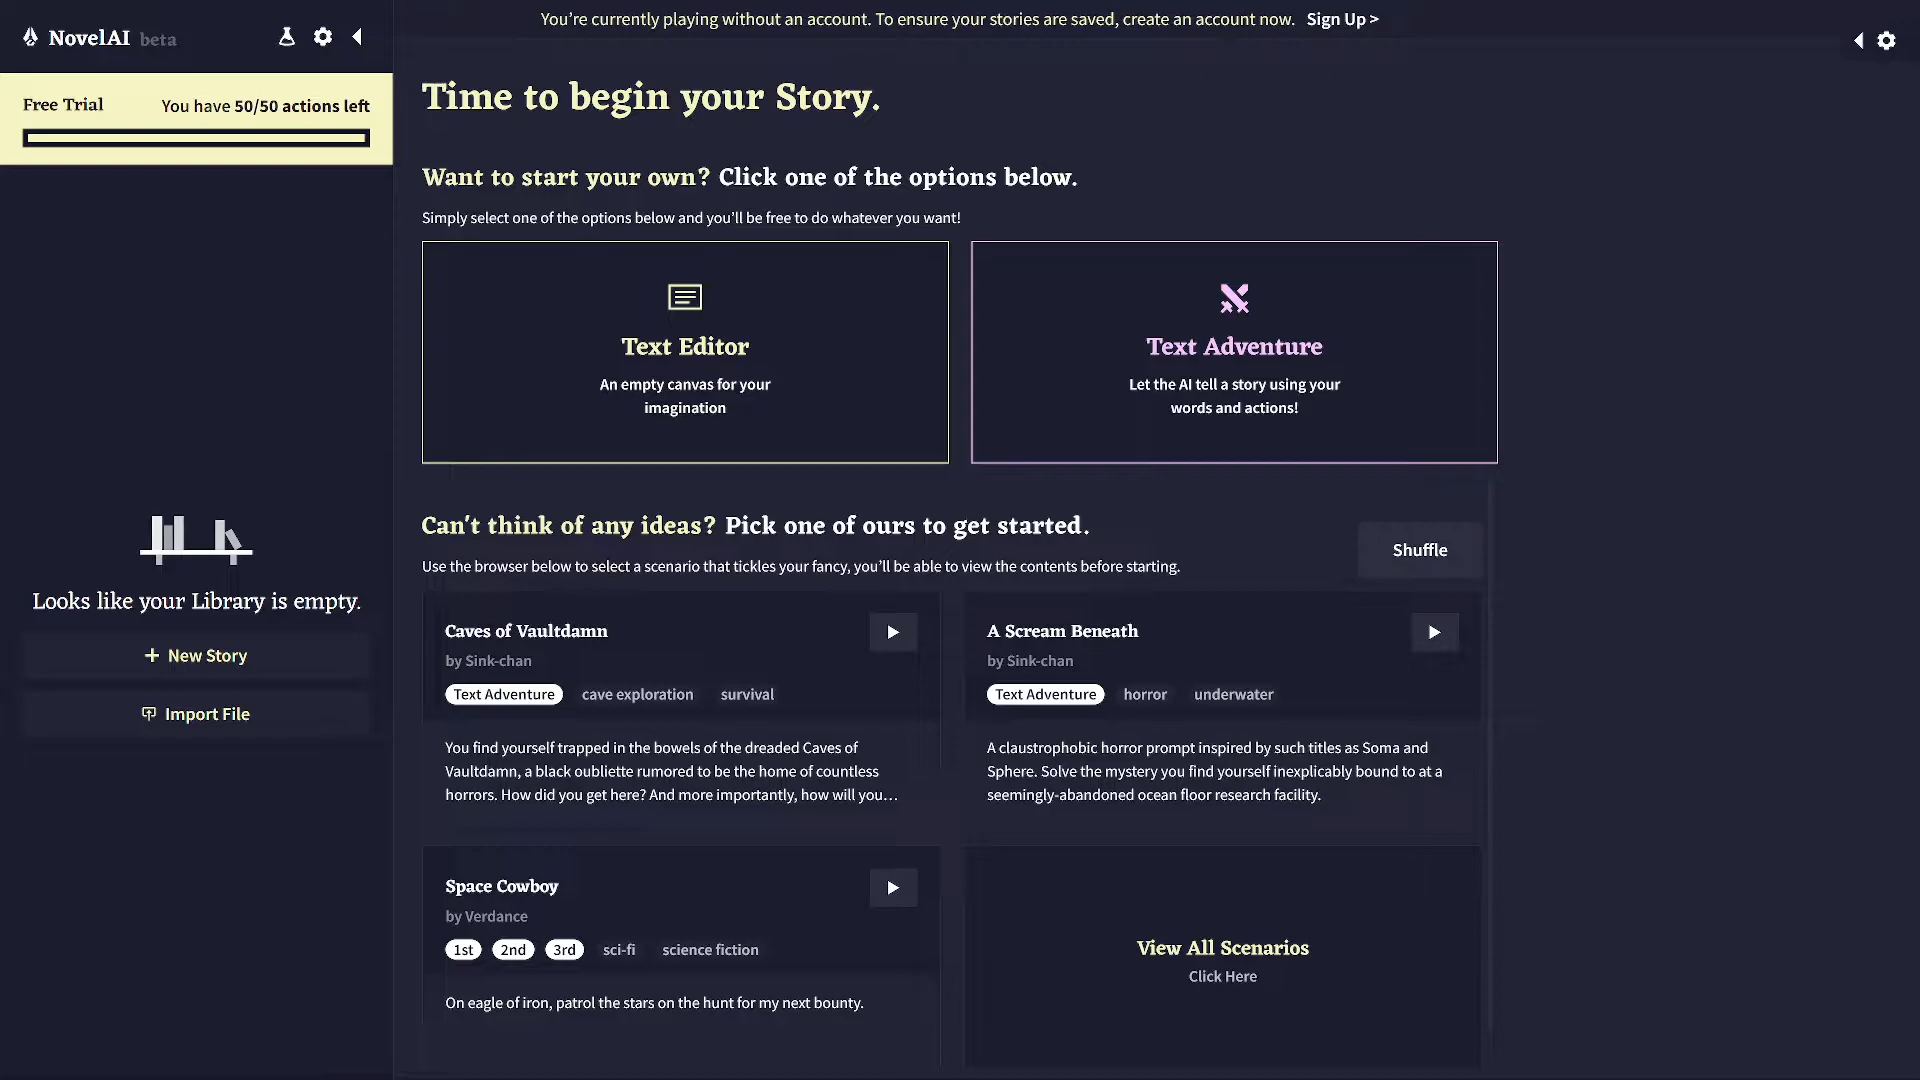 You're currently playing without an account. To ensure your stories are saved, create an account now. Sign Up >
NovelAI beta
Free Trial
You have 50/50 actions left
Looks like your Library is empty.
New Story
Import File
Time to begin your Story.
Want to start your own? Click one of the options below.
Simply select one of the options below and you'll be free to do whatever you want!
Text Editor
An empty canvas for your
imagination
Text Adventure
Let the AI tell a story using your
words and actions!
Can't think of any ideas? Pick one of ours to get started.
Use the browser below to select a scenario that tickles your fancy, you'll be able to view the contents before starting.
Shuffle
Caves of Vaultdamn
by Sink-chan
Text Adventure cave exploration survival
You find yourself trapped in the bowels of the dreaded Caves of
Vaultdamn, a black oubliette rumored to be the home of countless
horrors. How did you get here? And more importantly, how will you...
A Scream Beneath
by Sink-chan
Text Adventure horror underwater
A claustrophobic horror prompt inspired by such titles as Soma and
Sphere. Solve the mystery you find yourself inexplicably bound to at a
seemingly-abandoned ocean floor research facility.
Space Cowboy
by Verdance
1st 2nd 3rd sci-fi science fiction
On eagle of iron, patrol the stars on the hunt for my next bounty.
View All Scenarios
Click Here